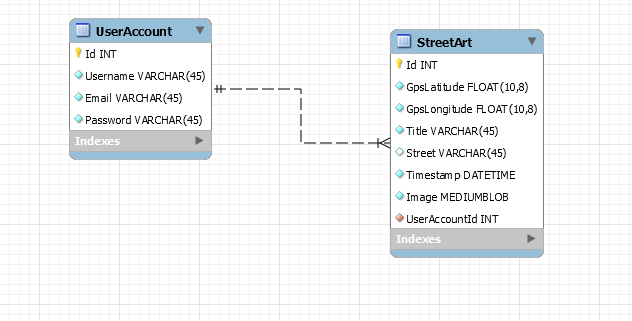 UserAccount
Id INT
Username VARCHAR(45)
Email VARCHAR(45)
Password VARCHAR(45)
Indexes
StreetArt
Id INT
GpsLatitude FLOAT(10,8)
GpsLongitude FLOAT(10,8)
Title VARCHAR(45)
Street VARCHAR(45)
Timestamp DATETIME
Image MEDIUMBLOB
UserAccountId INT
Indexes